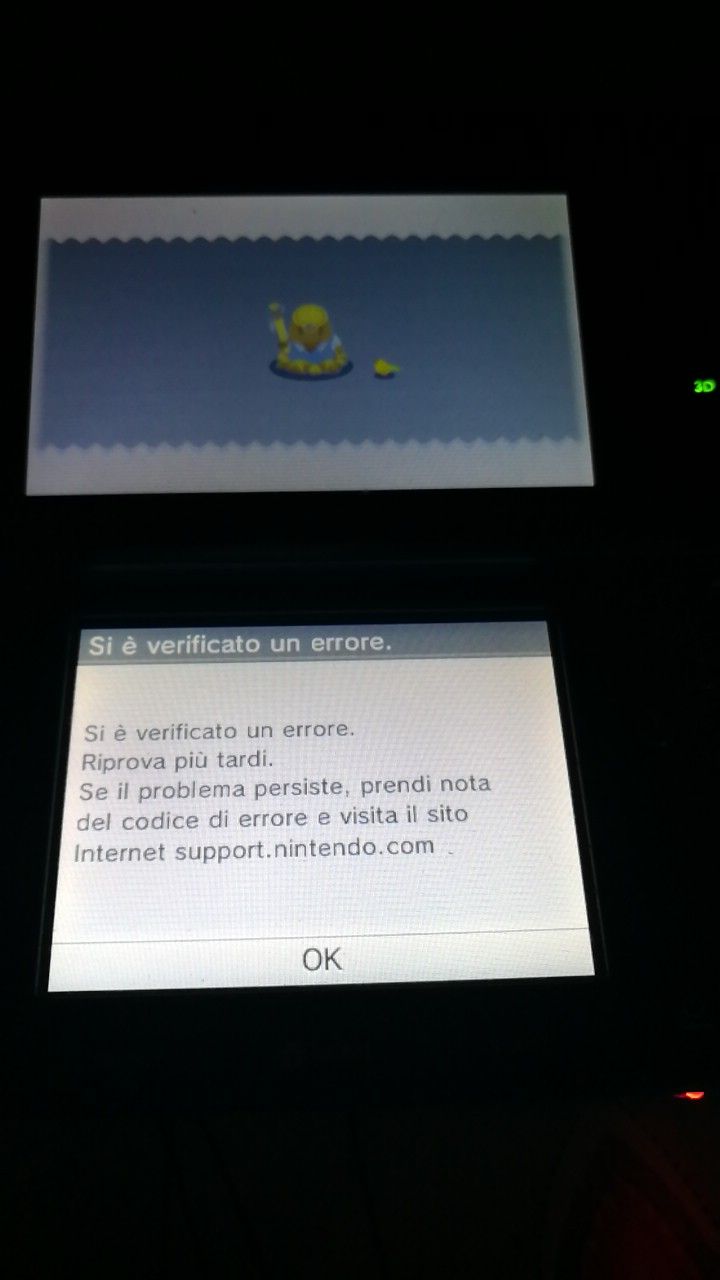 3D
Si è verificato un errore.
Si è verificato un errore.
Riprova più tardi.
Se il problema persiste, prendi nota
del codice di errore e visita il sito
Internet support.nintendo.com
OK